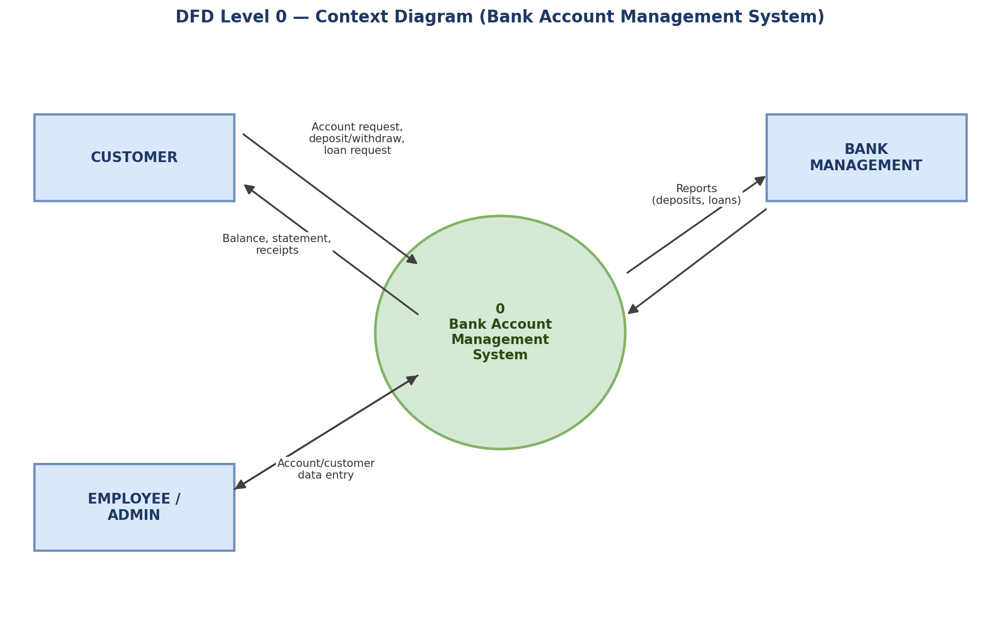 DFD Level 0 — Context Diagram (Bank Account Management System)
CUSTOMER
Account request,
deposit/withdraw,
loan request
BANK
MANAGEMENT
Reports
(deposits, loans)
Balance, statement,
receipts
0
Bank Account
Management
System
Account/customer
data entry
EMPLOYEE /
ADMIN